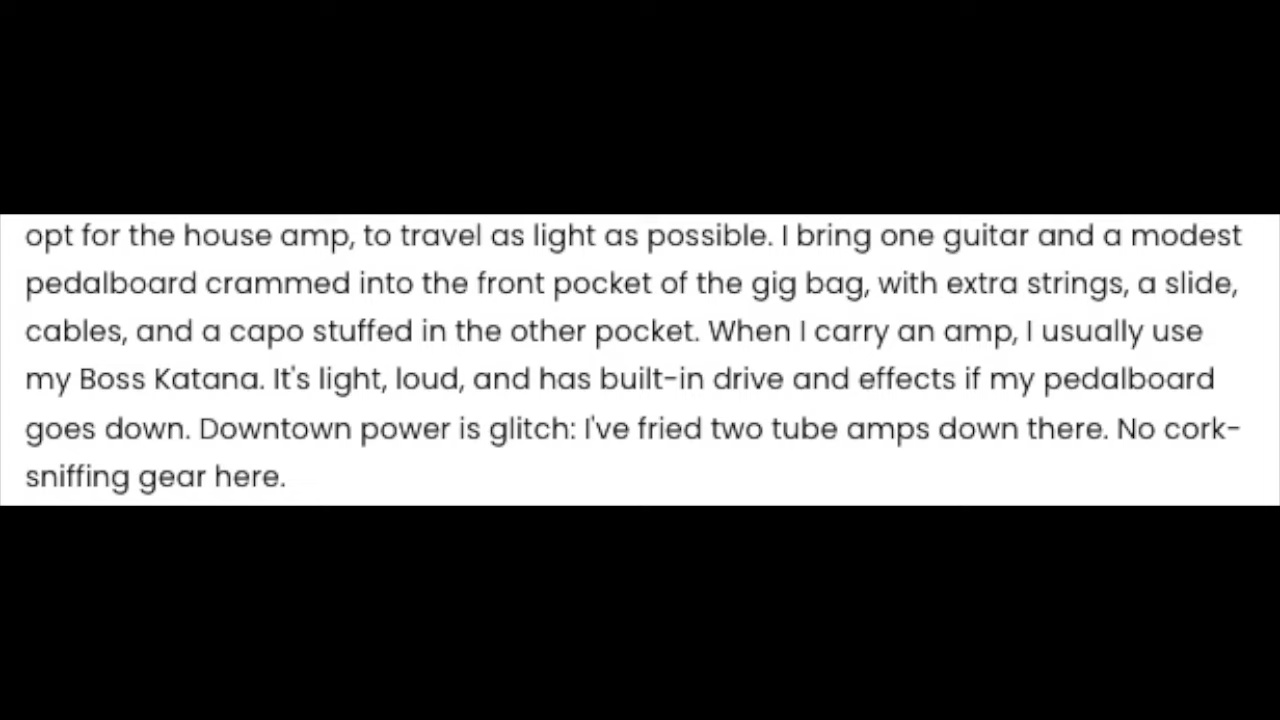 opt for the house amp, to travel as light as possible. I bring one guitar and a modest
pedalboard crammed into the front pocket of the gig bag, with extra strings, a slide,
cables, and a capo stuffed in the other pocket. When I carry an amp, I usually use
my Boss Katana. It's light, loud, and has built-in drive and effects if my pedalboard
goes down. Downtown power is glitch: I've fried two tube amps down there. No cork-
sniffing gear here.